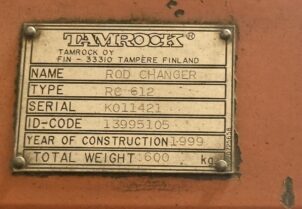 TAMROCK®
TAMROCK OY
FIN - 33310 TAMPERE FINLAND
NAME ROD CHANGER
TYPE RC 612
SERIAL K011421
ID-CODE 13995105
YEAR OF CONSTRUCTION 1999
TOTAL WEIGHT 600 kg